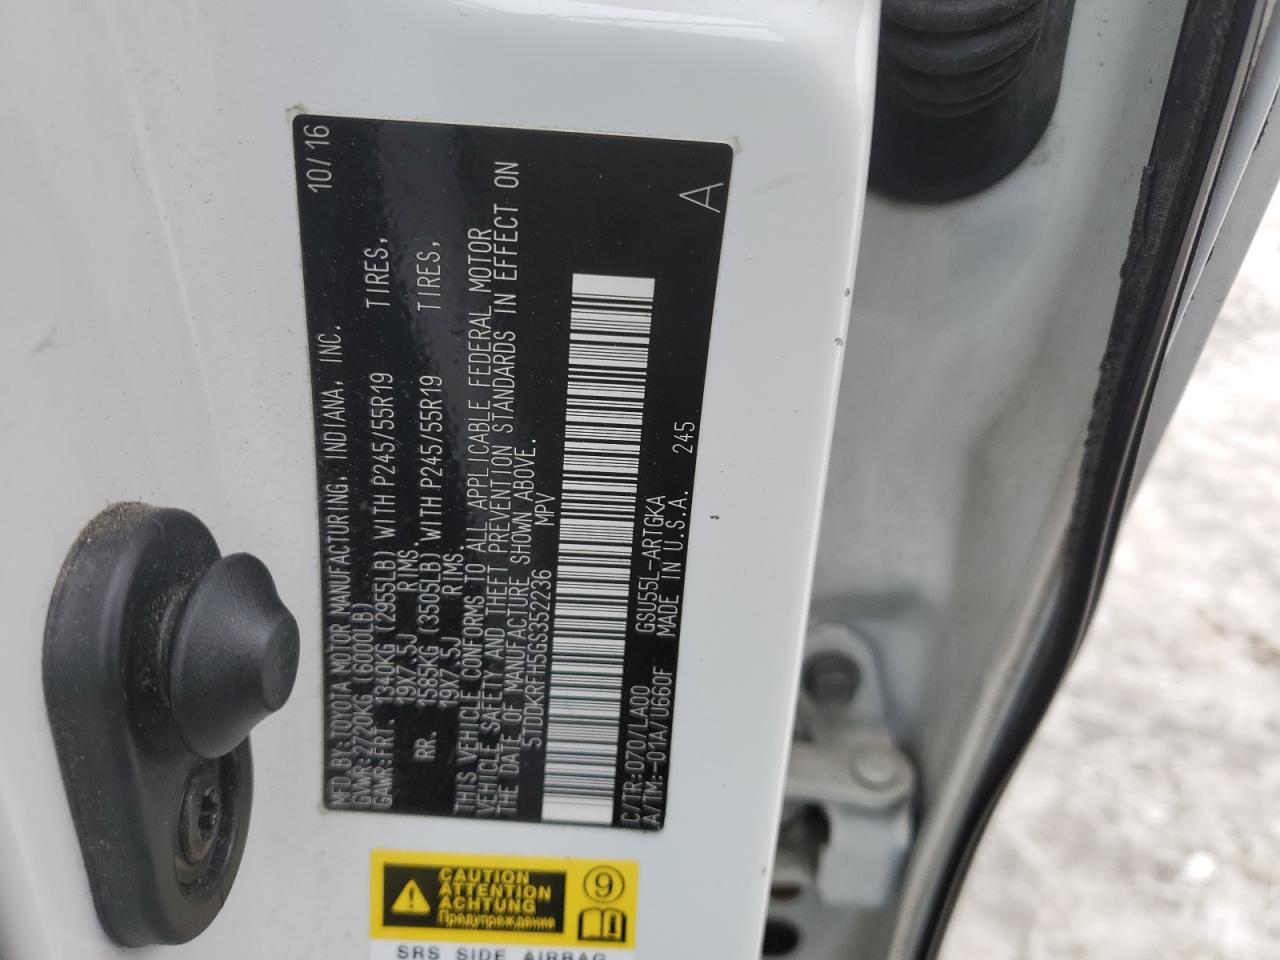 MFD.BY:TOYOTA MOTOR MANUFACTURING, INDIANA, INC. 10/16
GVWR:2720KG (6000LB)
GAWR:FRT. 1340KG (2955LB) WITH P245/55R19 TIRES,
19X7.5J RIMS.
RR. 1585KG (3505LB) WITH P245/55R19 TIRES,
19X7.5J RIMS.
THIS VEHICLE CONFORMS TO ALL APPLICABLE FEDERAL MOTOR
VEHICLE SAFETY AND THEFT PREVENTION STANDARDS IN EFFECT ON
THE DATE OF MANUFACTURE SHOWN ABOVE.
5TDDKRFH5GS352236 MPV
C/TR:070/LA00 GSU55L-ARTGKA
A/TM:-01A/U660F MADE IN U.S.A. 245
A
CAUTION
ATTENTION
ACHTUNG
Предупреждение
9
SRS SIDE AIRBAG